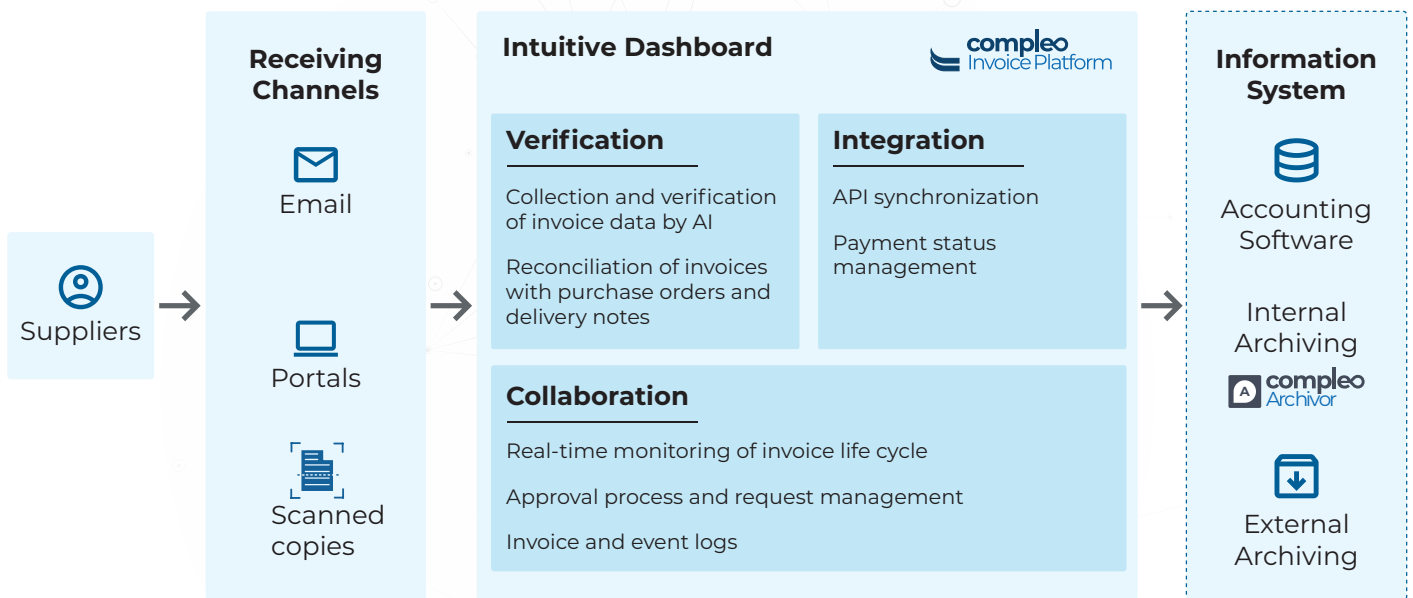 Suppliers
Receiving
Channels
Email
Portals
Scanned
copies
Intuitive Dashboard
compleo
Invoice Platform
Verification
Collection and verification
of invoice data by AI
Reconciliation of invoices
with purchase orders and
delivery notes
Integration
API synchronization
Payment status
management
Collaboration
Real-time monitoring of invoice life cycle
Approval process and request management
Invoice and event logs
Information
System
Accounting
Software
Internal
Archiving
A
compleo
Archivor
External
Archiving